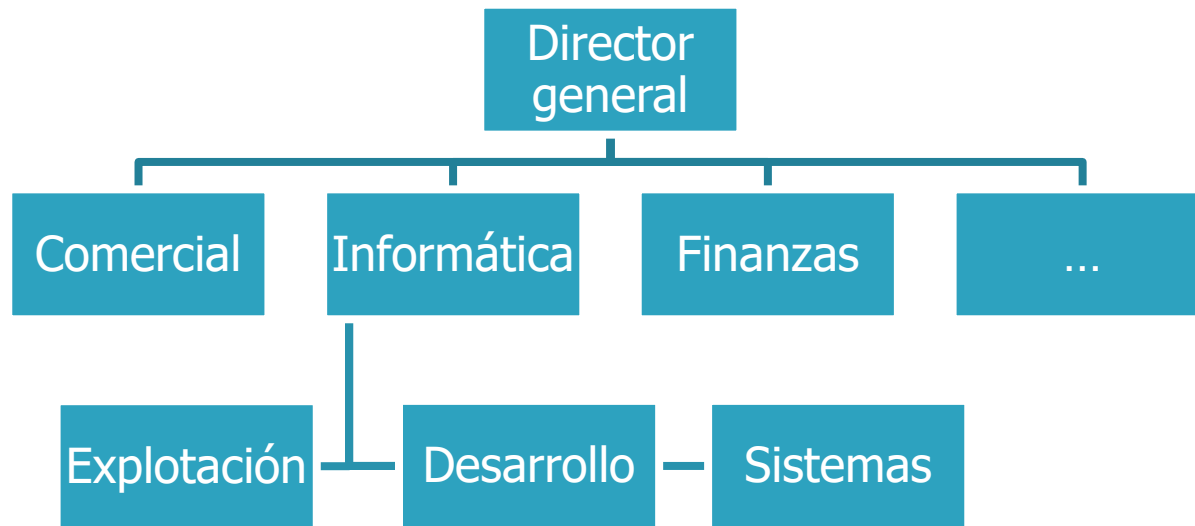 Director
general
Comercial
Informática
Finanzas
...
Explotación
Desarrollo
Sistemas